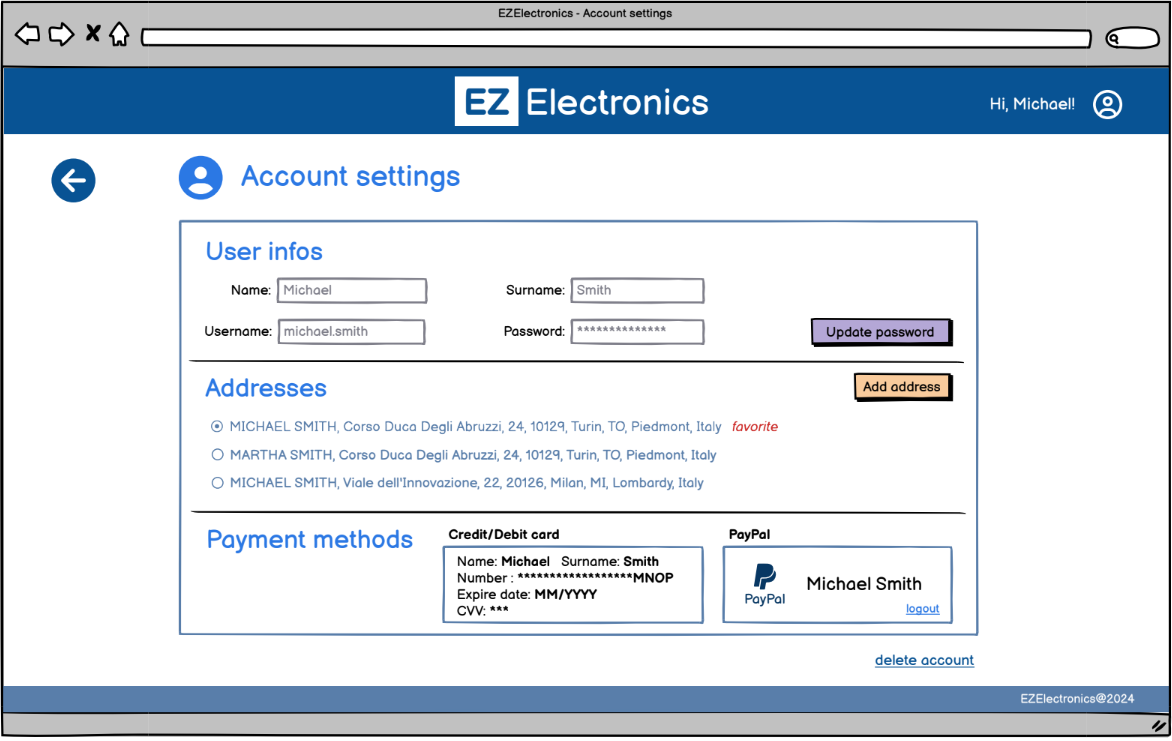 EZElectronics - Account settings
EZ Electronics
Hi, Michael!
Account settings
User infos
Name: Michael
Surname: Smith
Username: michael.smith
Password: **************
Update password
Addresses
Add address
MICHAEL SMITH, Corso Duca Degli Abruzzi, 24, 10129, Turin, TO, Piedmont, Italy favorite
MARTHA SMITH, Corso Duca Degli Abruzzi, 24, 10129, Turin, TO, Piedmont, Italy
MICHAEL SMITH, Viale dell'Innovazione, 22, 20126, Milan, MI, Lombardy, Italy
Payment methods
Credit/Debit card
Name: Michael Surname: Smith
Number : ******************MNOP
Expire date: MM/YYYY
CVV: ***
PayPal
PayPal
Michael Smith
logout
delete account
EZElectronics@2024